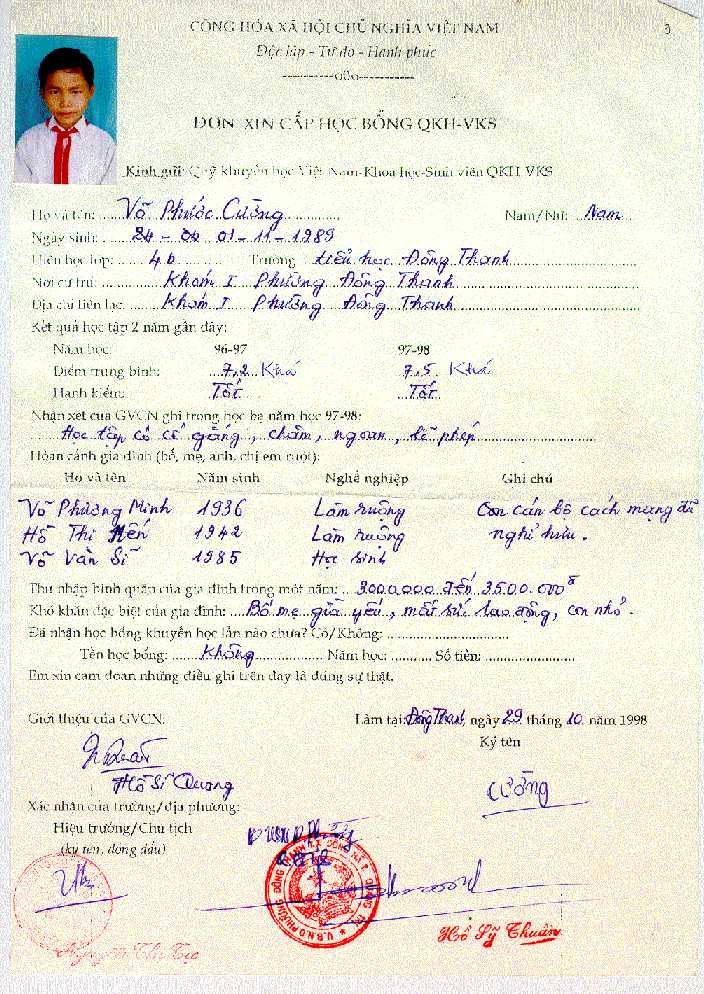 CỘNG HÒA XÃ HỘI CHỦ NGHĨA VIỆT NAM
Độc lập - Tự do - Hạnh phúc
----------o0o-----------
ĐƠN XIN CẤP HỌC BỔNG QKH-VKS
Kính gửi: Quỹ khuyến học Việt Nam-Khoa học-Sinh viên QKH-VKS
Họ và tên: Võ Phước Cường Nam/Nữ: Nam
Ngày sinh: 24 - 01 - 11 - 1989
Hiện học lớp: 4b Trường tiểu học Đông Thanh
Nơi cư trú: Khóm I Phường Đông Thanh
Địa chỉ liên lạc: Khóm I Phường Đông Thanh
Kết quả học tập 2 năm gần đây:
Năm học: 96-97 97-98
Điểm trung bình: 7,2 Khá 7,5 Khá
Hạnh kiểm: Tốt Tốt
Nhận xét của GVCN ghi trong học bạ năm học 97-98:
Học tập có cố gắng, chăm, ngoan, lễ phép
Hoàn cảnh gia đình (bố, mẹ, anh, chị em ruột):
Họ và tên Năm sinh Nghề nghiệp Ghi chú
Võ Phương Minh 1936 Làm ruộng Con cán bộ cách mạng đã
Hồ Thị Nến 1942 Làm ruộng nghỉ hưu.
Võ Văn Sĩ 1985 Học sinh
Thu nhập bình quân của gia đình trong một năm: 3000.000 đến 3500.000đ
Khó khăn đặc biệt của gia đình: Bố mẹ già yếu, mất sức lao động, con nhỏ.
Đã nhận học bổng khuyến học lần nào chưa? Có/Không:
Tên học bổng: Không Năm học: Số tiền:
Em xin cam đoan những điều ghi trên đây là đúng sự thật.
Giới thiệu của GVCN: Làm tại: Đông Thanh, ngày 29 tháng 10 năm 1998
Ký tên
Hồ Sĩ Quang
Cường
Xác nhận của trường/địa phương:
Hiệu trưởng/Chủ tịch
(ký tên, đóng dấu)
U.B.N.D PHƯỜNG ĐÔNG THANH
Hồ Sỹ Thuần